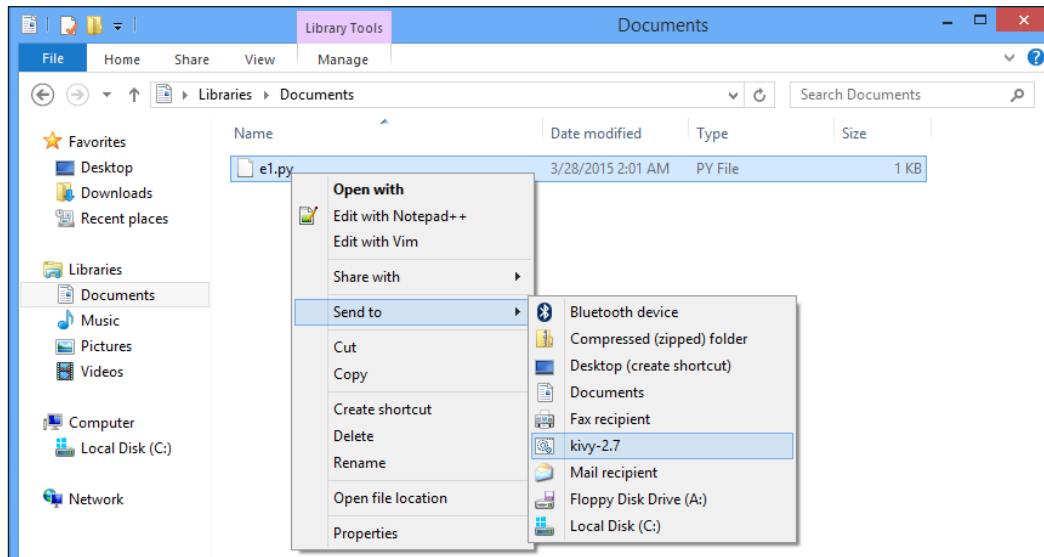 Library Tools
Documents
File
Home
Share
View
Manage
Libraries
Documents
Search Documents
Name
Date modified
Type
Size
Favorites
Desktop
Downloads
Recent places
Libraries
Documents
Music
Pictures
Videos
Computer
Local Disk (C:)
Network
e1.py
3/28/2015 2:01 AM
PY File
1 KB
Open with
Edit with Notepad++
Edit with Vim
Share with
Send to
Cut
Copy
Create shortcut
Delete
Rename
Open file location
Properties
Bluetooth device
Compressed (zipped) folder
Desktop (create shortcut)
Documents
Fax recipient
kivy-2.7
Mail recipient
Floppy Disk Drive (A:)
Local Disk (C:)